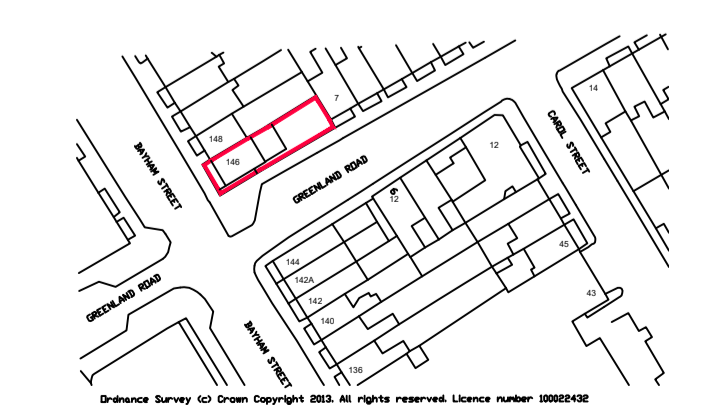 14
7
CAROL STREET
148
BAYHAM STREET
146
GREENLAND ROAD
12
9
12
45
144
142A
43
142
GREENLAND ROAD
140
BAYHAM STREET
136
Ordnance Survey (c) Crown Copyright 2013. All rights reserved. Licence number 100022432